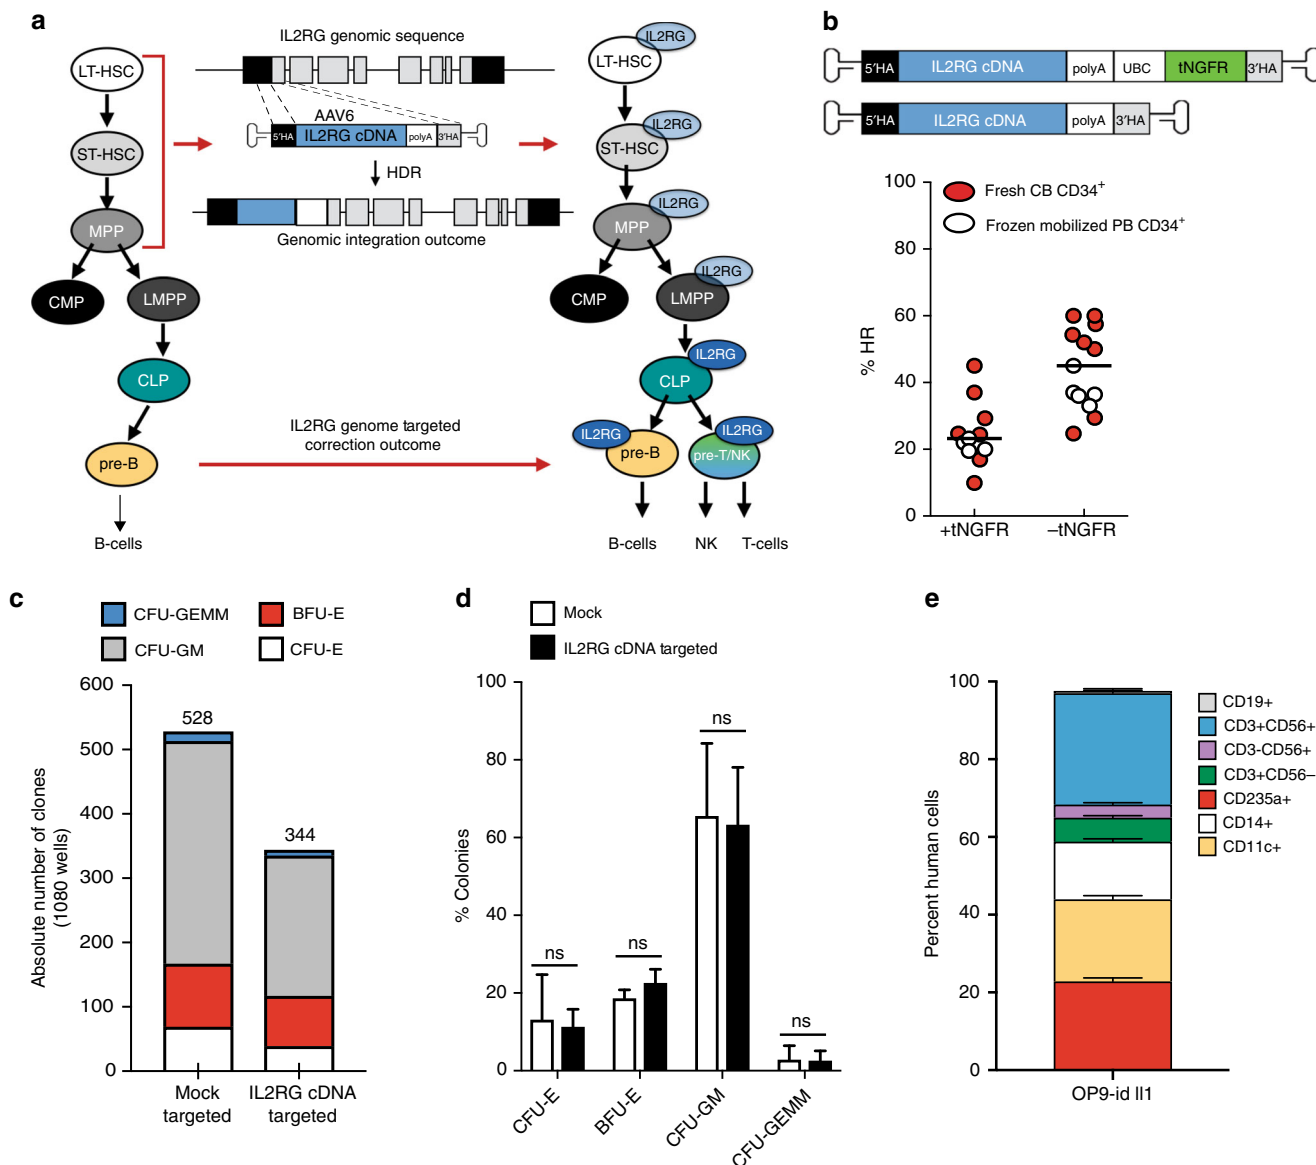 a
LT-HSC
ST-HSC
MPP
CMP
LMPP
CLP
pre-B
B-cells
IL2RG genomic sequence
AAV6
5'HA
IL2RG cDNA
polyA
3'HA
HDR
Genomic integration outcome
IL2RG genome targeted
correction outcome
IL2RG
LT-HSC
IL2RG
ST-HSC
IL2RG
MPP
IL2RG
CMP
LMPP
IL2RG
CLP
IL2RG
pre-B
IL2RG
pre-T/NK
B-cells
NK
T-cells
b
5'HA
IL2RG cDNA
polyA
UBC
tNGFR
3'HA
5'HA
IL2RG cDNA
polyA
3'HA
100
80
60
40
20
0
% HR
Fresh CB CD34+
Frozen mobilized PB CD34+
+tNGFR
–tNGFR
c
CFU-GEMM
BFU-E
CFU-GM
CFU-E
600
500
400
300
200
100
0
Absolute number of clones
(1080 wells)
528
344
Mock
targeted
IL2RG cDNA
targeted
d
Mock
IL2RG cDNA targeted
100
80
60
40
20
0
% Colonies
ns
ns
ns
ns
CFU-E
BFU-E
CFU-GM
CFU-GEMM
e
100
80
60
40
20
0
Percent human cells
CD19+
CD3+CD56+
CD3-CD56+
CD3+CD56–
CD235a+
CD14+
CD11c+
OP9-id ll1